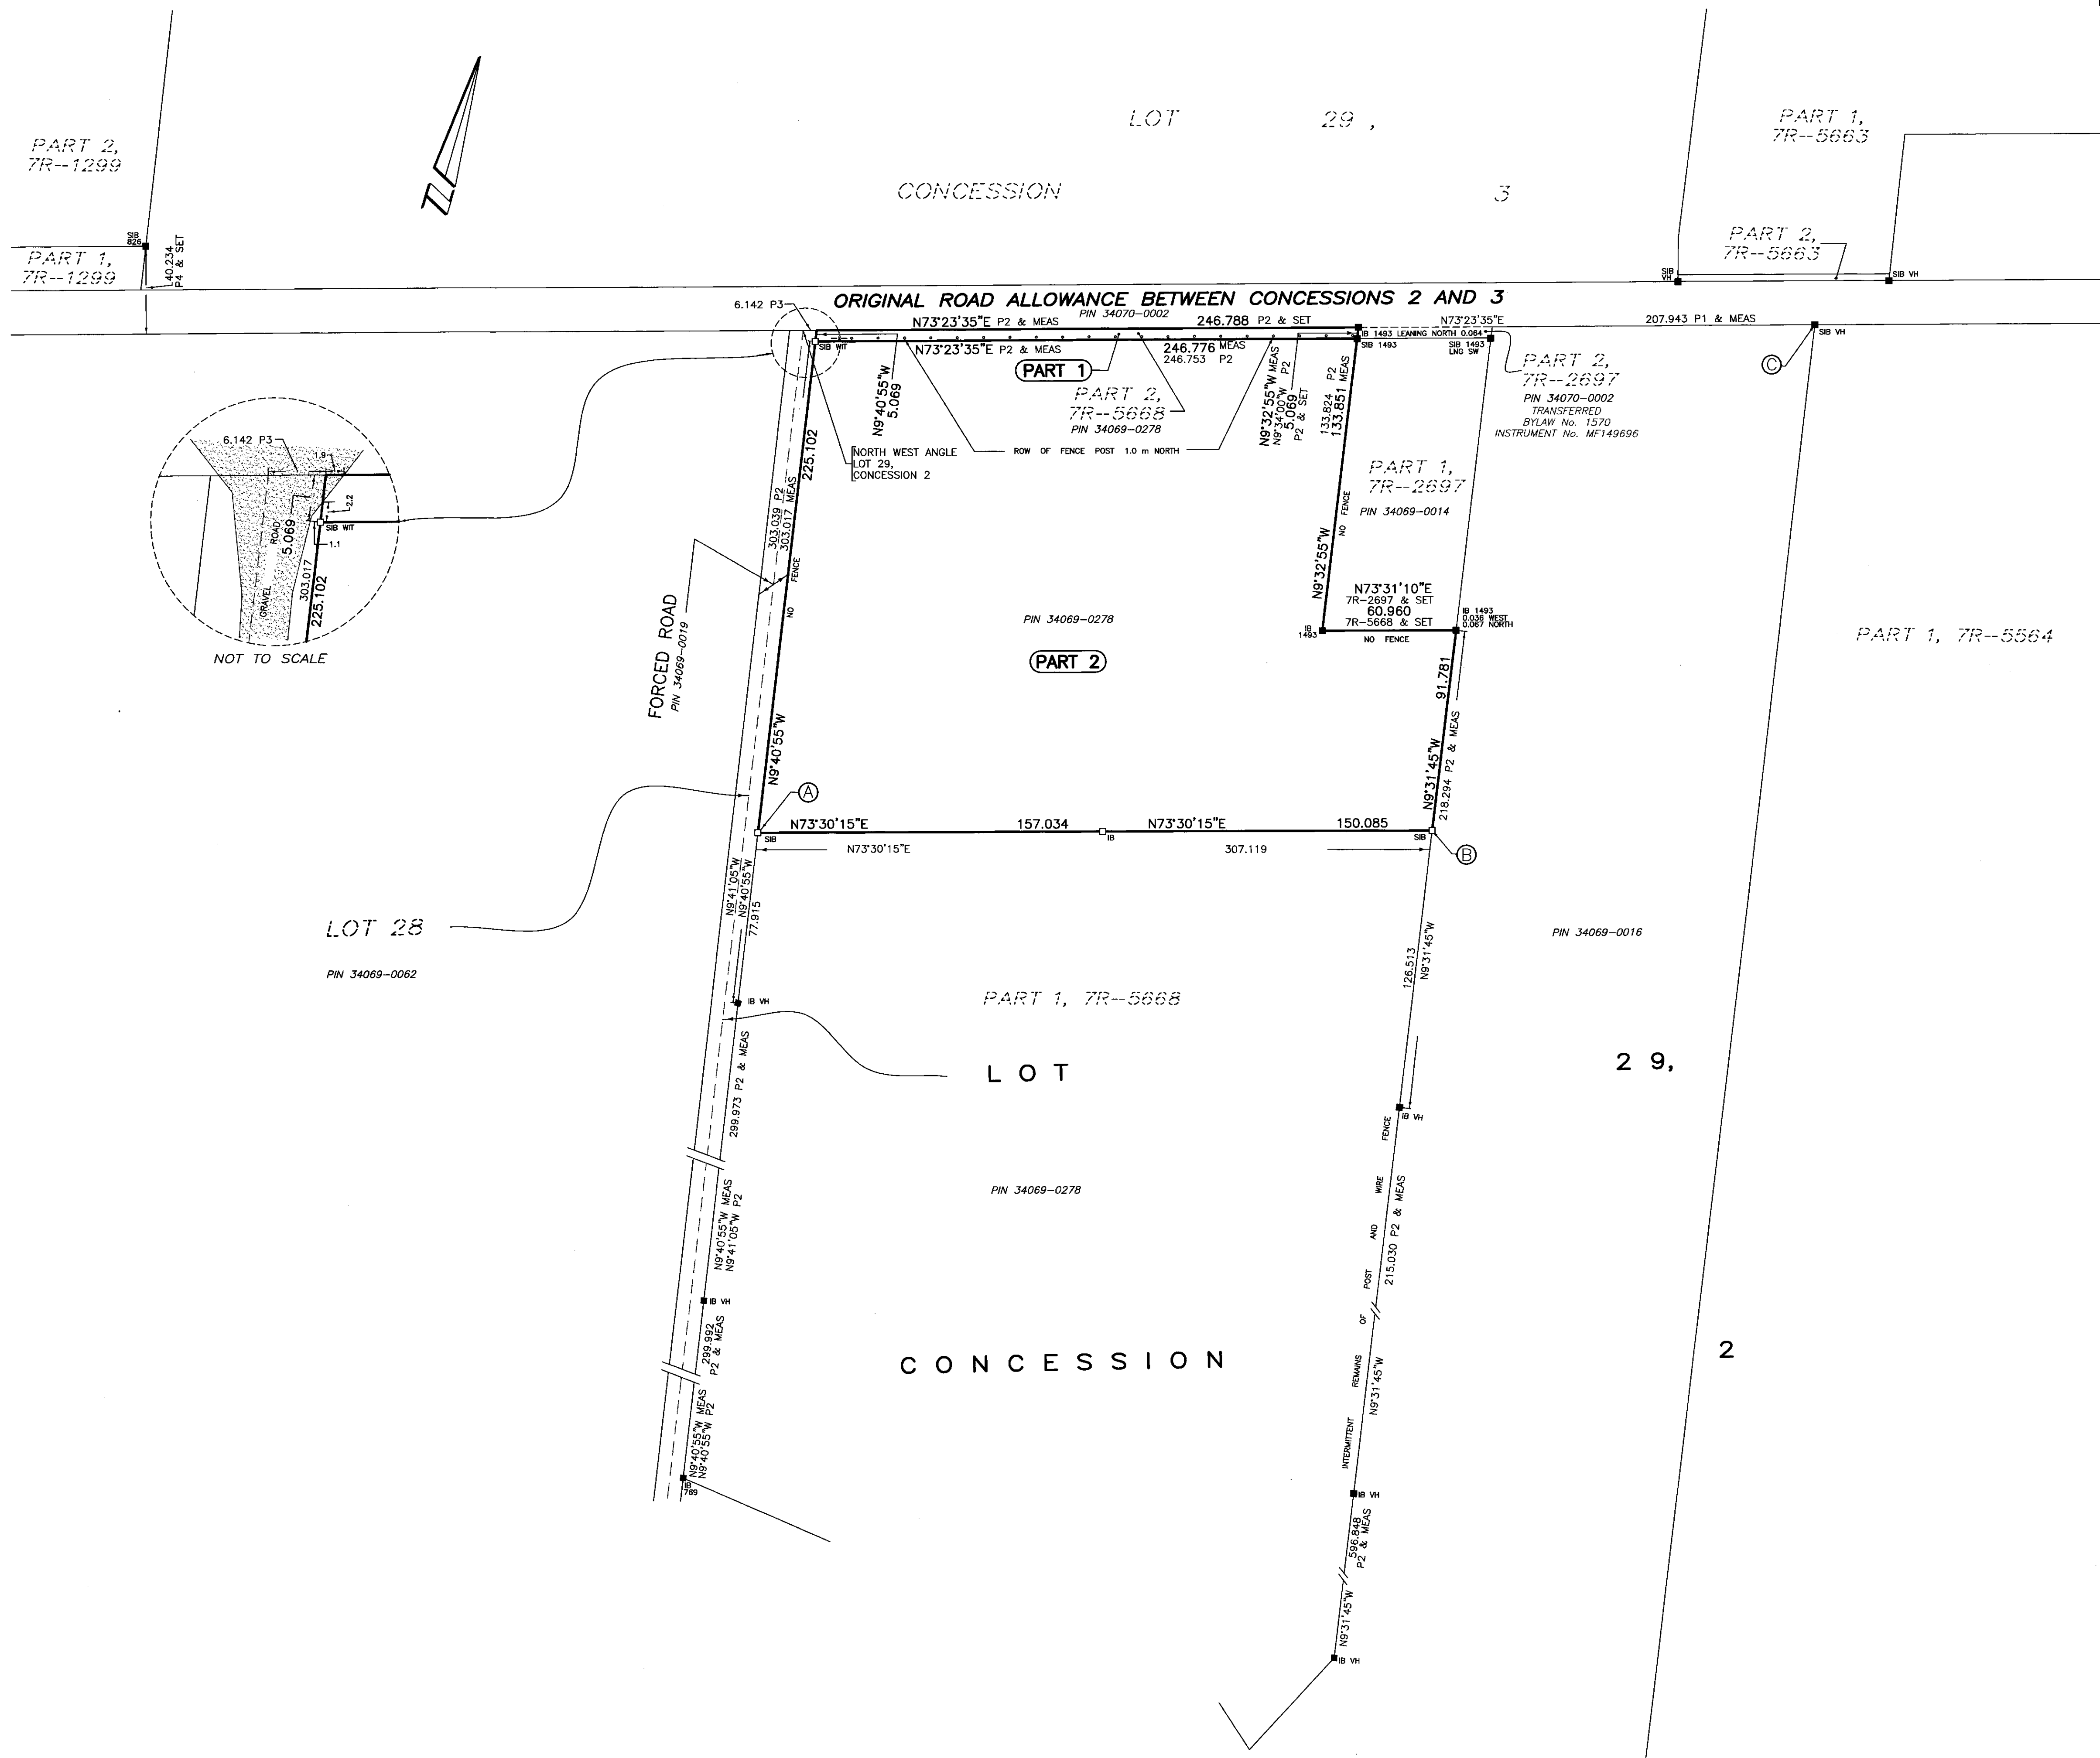 LOT 29 ,
CONCESSION 3
PART 2,
7R--1299
PART 1,
7R--1299
SIB
826
40.234
P4 & SET
PART 1,
7R--5663
PART 2,
7R--5663
SIB
VH
SIB VH
ORIGINAL ROAD ALLOWANCE BETWEEN CONCESSIONS 2 AND 3
PIN 34070-0002
6.142 P3
N73°23'35"E P2 & MEAS 246.788 P2 & SET
N73°23'35"E
207.943 P1 & MEAS
SIB VH
C
IB 1493 LEANING NORTH 0.064
SIB WIT
N73°23'35"E P2 & MEAS 246.776 MEAS
246.753 P2
SIB 1493
SIB 1493
LNG SW
PART 1
PART 2,
7R--5668
PIN 34069-0278
ROW OF FENCE POST 1.0 m NORTH
N9°40'55"W
5.069
N9°32'55"W MEAS
N9°34'00"W P2
5.069
P2 & SET
133.824 P2
133.851 MEAS
PART 2,
7R--2697
PIN 34070-0002
TRANSFERRED
BYLAW No. 1570
INSTRUMENT No. MF149696
NORTH WEST ANGLE
LOT 29,
CONCESSION 2
225.102
303.039 P2
303.017 MEAS
NO FENCE
N9°40'55"W
PART 1,
7R--2697
PIN 34069-0014
NO FENCE
N9°32'55"W
N73°31'10"E
7R-2697 & SET
60.960
7R-5668 & SET
NO FENCE
IB
1493
IB 1493
0.036 WEST
0.067 NORTH
6.142 P3
1.9
2.2
5.069
SIB WIT
1.1
303.017
225.102
GRAVEL ROAD
NOT TO SCALE
FORCED ROAD
PIN 34069-0019
PIN 34069-0278
PART 2
PART 1, 7R--5564
91.781
N9°31'45"W
218.294 P2 & MEAS
A
SIB
N73°30'15"E 157.034
IB
N73°30'15"E 150.085
SIB
N73°30'15"E 307.119
B
N9°41'05"W
N9°40'55"W
77.915
LOT 28
PIN 34069-0062
PIN 34069-0016
126.513
N9°31'45"W
IB VH
PART 1, 7R--5668
LOT
29,
299.973 P2 & MEAS
IB VH
PIN 34069-0278
N9°40'55"W MEAS
N9°41'05"W P2
IB VH
INTERMITTENT REMAINS OF POST AND WIRE FENCE
215.030 P2 & MEAS
N9°31'45"W
CONCESSION
2
299.992
P2 & MEAS
N9°40'55"W MEAS
N9°40'55"W P2
IB
769
IB VH
596.848
P2 & MEAS
N9°31'45"W
IB VH